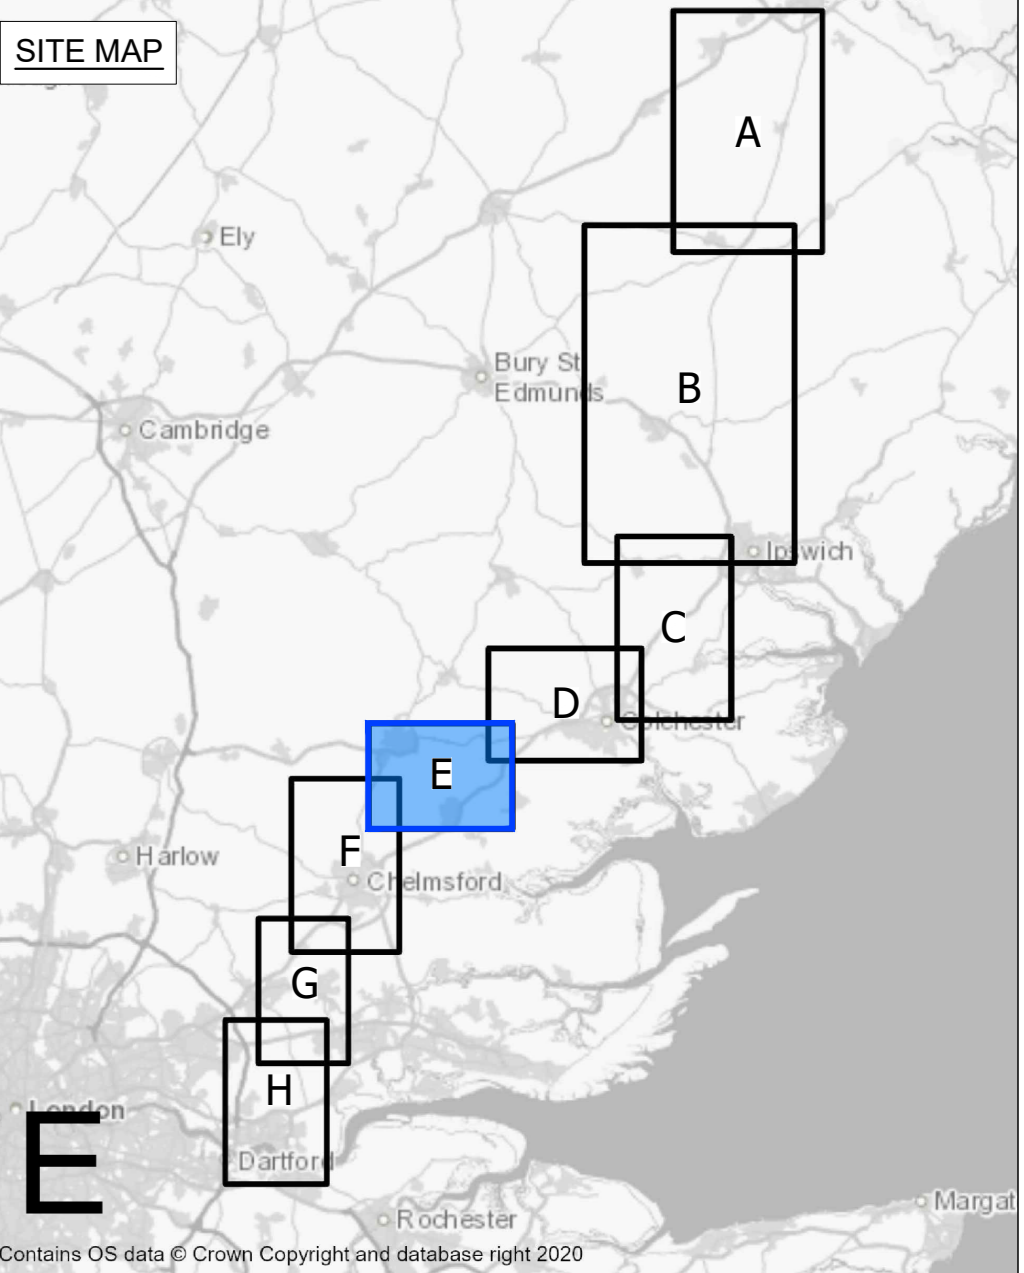 SITE MAP
A
Ely
Bury St
Edmunds
B
Cambridge
Ipswich
C
D
Colchester
E
F
Harlow
Chelmsford
G
H
London
E
Dartford
Margat
Rochester
Contains OS data © Crown Copyright and database right 2020